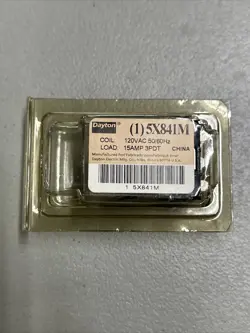 Dayton
(1) 5X841M
COIL 120VAC 50/60Hz
LOAD 15AMP 3PDT CHINA
1 5X841M